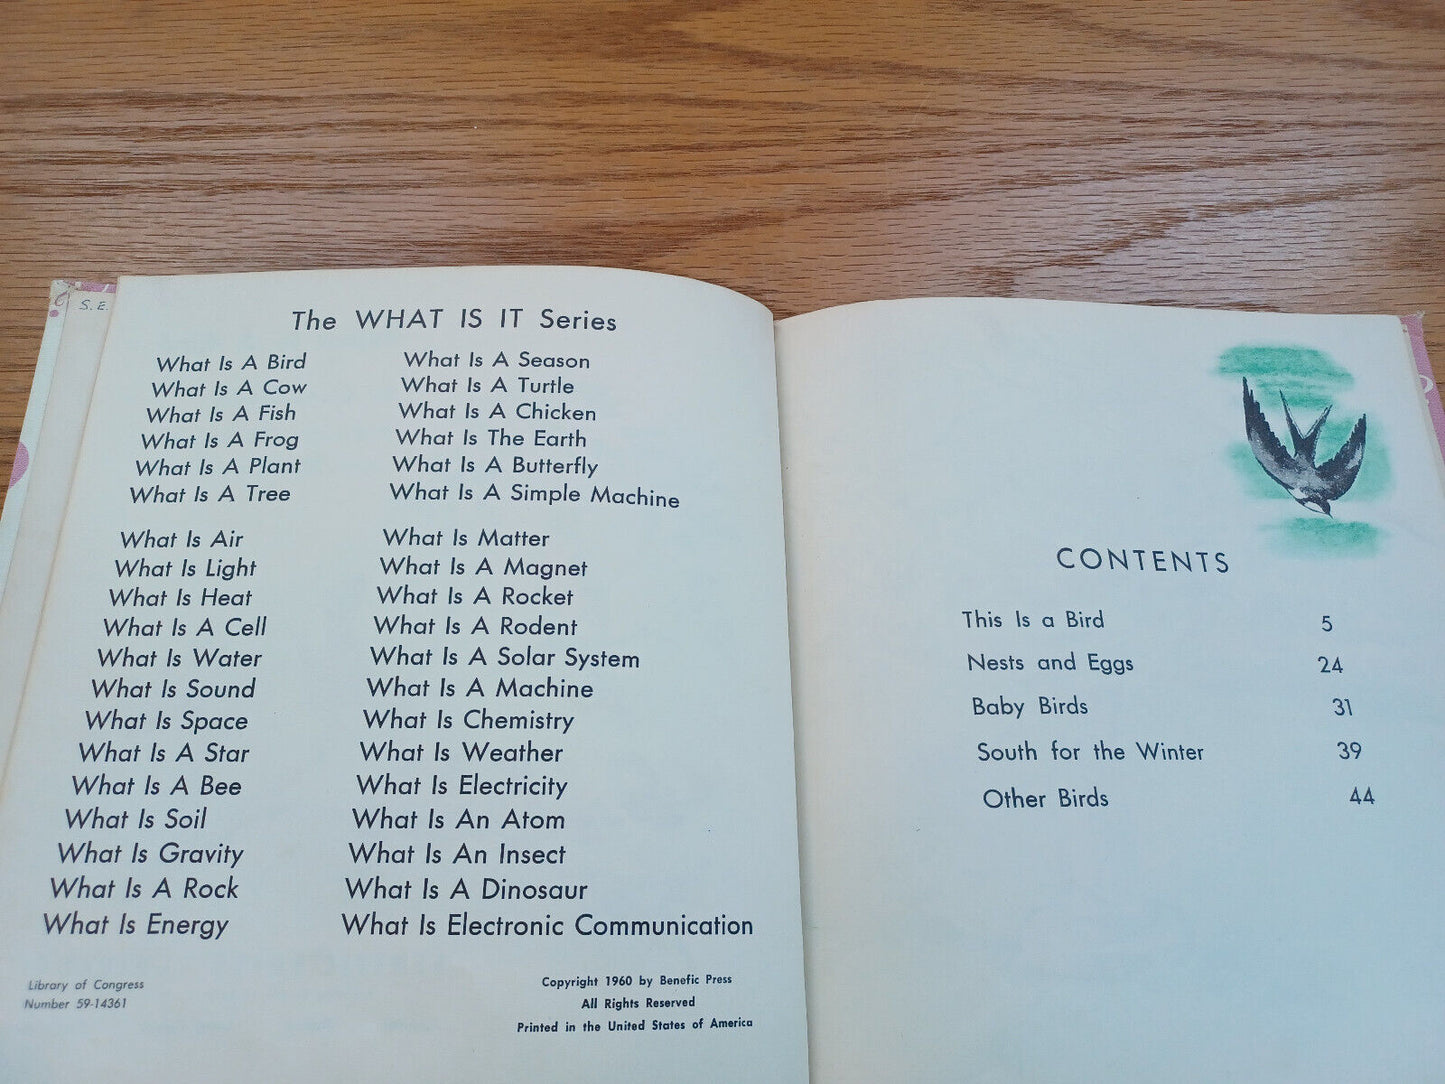 S. E.
The WHAT IS IT Series
What Is A Bird
What Is A Cow
What Is A Fish
What Is A Frog
What Is A Plant
What Is A Tree
What Is A Season
What Is A Turtle
What Is A Chicken
What Is The Earth
What Is A Butterfly
What Is A Simple Machine
What Is Air
What Is Light
What Is Heat
What Is A Cell
What Is Water
What Is Sound
What Is Space
What Is A Star
What Is A Bee
What Is Soil
What Is Gravity
What Is A Rock
What Is Energy
What Is Matter
What Is A Magnet
What Is A Rocket
What Is A Rodent
What Is A Solar System
What Is A Machine
What Is Chemistry
What Is Weather
What Is Electricity
What Is An Atom
What Is An Insect
What Is A Dinosaur
What Is Electronic Communication
Library of Congress
Number 59-14361
Copyright 1960 by Benefic Press
All Rights Reserved
Printed in the United States of America
CONTENTS
This Is a Bird 5
Nests and Eggs 24
Baby Birds 31
South for the Winter 39
Other Birds 44